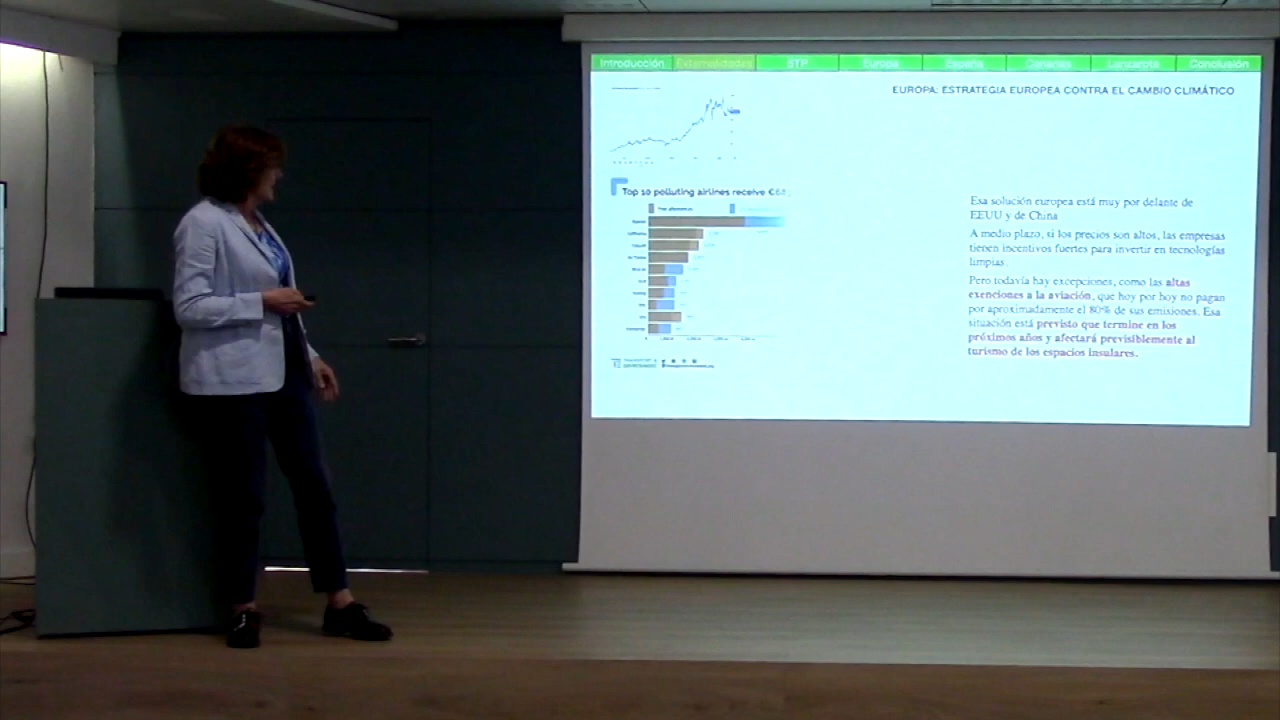 Introducción Externalidades STP Europa España Canarias Lanzarote Conclusión
EUROPA: ESTRATEGIA EUROPEA CONTRA EL CAMBIO CLIMÁTICO
Top 10 polluting airlines receive
Free allowances
Esa solución europea está muy por delante de
EEUU y de China
A medio plazo, si los precios son altos, las empresas
tienen incentivos fuertes para invertir en tecnologías
limpias.
Pero todavía hay excepciones, como las altas
exenciones a la aviación, que hoy por hoy no pagan
por aproximadamente el 80% de sus emisiones. Esa
situación está previsto que termine en los
próximos años y afectará previsiblemente al
turismo de los espacios insulares.